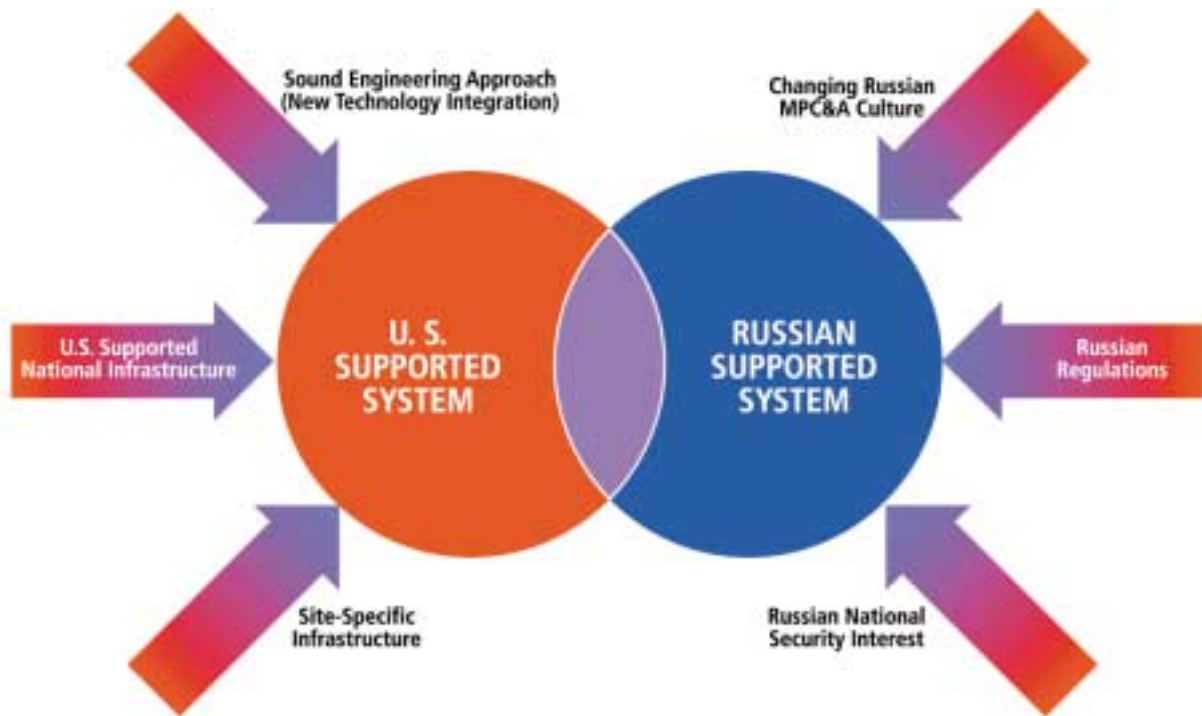 Sound Engineering Approach
(New Technology Integration)
Changing Russian
MPC&A Culture
U.S. Supported
National Infrastructure
U. S.
SUPPORTED
SYSTEM
RUSSIAN
SUPPORTED
SYSTEM
Russian
Regulations
Site-Specific
Infrastructure
Russian National
Security Interest